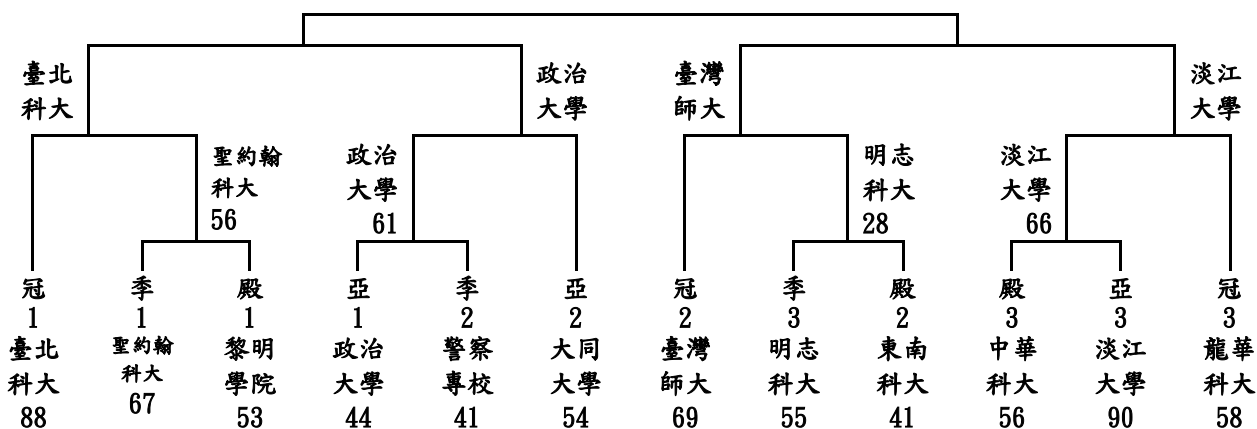 臺北
科大
政治
大學
臺灣
師大
淡江
大學
聖約翰
科大
56
政治
大學
61
明志
科大
28
淡江
大學
66
冠
1
臺北
科大
88
季
1
聖約翰
科大
67
殿
1
黎明
學院
53
亞
1
政治
大學
44
季
2
警察
專校
41
亞
2
大同
大學
54
冠
2
臺灣
師大
69
季
3
明志
科大
55
殿
2
東南
科大
41
殿
3
中華
科大
56
亞
3
淡江
大學
90
冠
3
龍華
科大
58